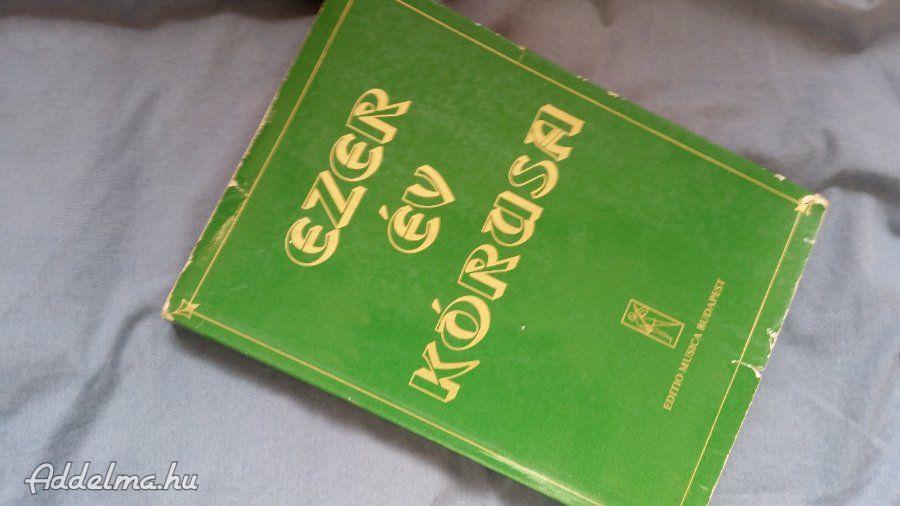 EZER
ÉV
KÓRUSA
EDITIO MUSICA BUDAPEST
Addelma.hu